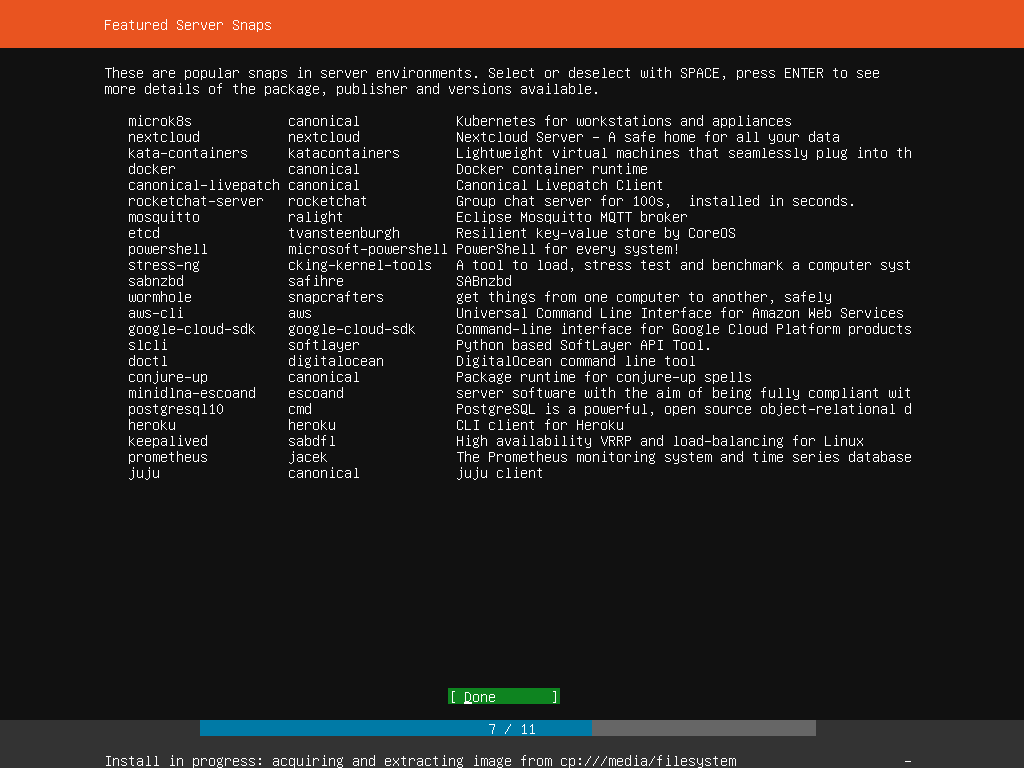 Featured Server Snaps
These are popular snaps in server environments. Select or deselect with SPACE, press ENTER to see
more details of the package, publisher and versions available.
microk8s canonical Kubernetes for workstations and appliances
nextcloud nextcloud Nextcloud Server - A safe home for all your data
kata-containers katacontainers Lightweight virtual machines that seamlessly plug into th
docker canonical Docker container runtime
canonical-livepatch canonical Canonical Livepatch Client
rocketchat-server rocketchat Group chat server for 100s,  installed in seconds.
mosquitto ralight Eclipse Mosquitto MQTT broker
etcd tvansteenburgh Resilient key-value store by CoreOS
powershell microsoft-powershell PowerShell for every system!
stress-ng cking-kernel-tools A tool to load, stress test and benchmark a computer syst
sabnzbd safihre SABnzbd
wormhole snapcrafters get things from one computer to another, safely
aws-cli aws Universal Command Line Interface for Amazon Web Services
google-cloud-sdk google-cloud-sdk Command-line interface for Google Cloud Platform products
slcli softlayer Python based SoftLayer API Tool.
doctl digitalocean DigitalOcean command line tool
conjure-up canonical Package runtime for conjure-up spells
minidlna-escoand escoand server software with the aim of being fully compliant wit
postgresql10 cmd PostgreSQL is a powerful, open source object-relational d
heroku heroku CLI client for Heroku
keepalived sabdfl High availability VRRP and load-balancing for Linux
prometheus jacek The Prometheus monitoring system and time series database
juju canonical juju client
[ Done ]
7 / 11
Install in progress: acquiring and extracting image from cp:///media/filesystem -